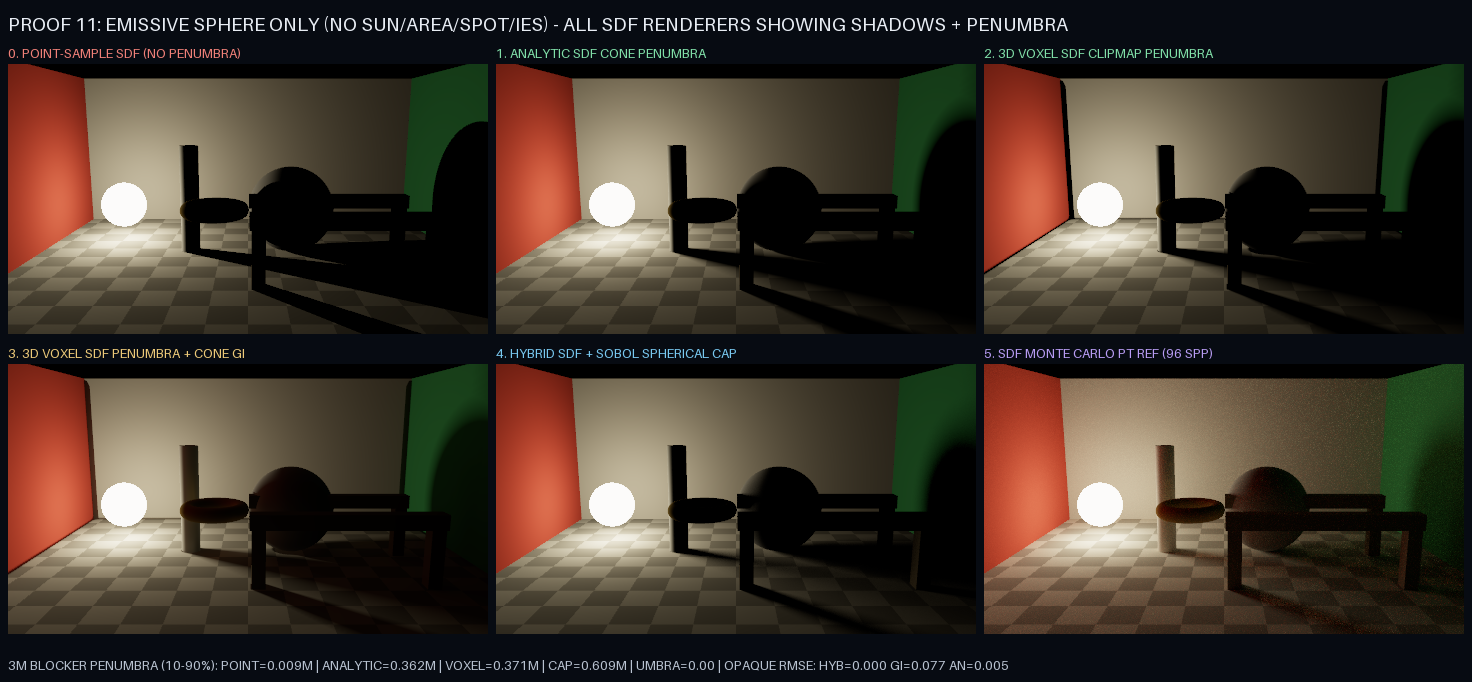 PROOF 11: EMISSIVE SPHERE ONLY (NO SUN/AREA/SPOT/IES) - ALL SDF RENDERERS SHOWING SHADOWS + PENUMBRA
0. POINT-SAMPLE SDF (NO PENUMBRA)
1. ANALYTIC SDF CONE PENUMBRA
2. 3D VOXEL SDF CLIPMAP PENUMBRA
3. 3D VOXEL SDF PENUMBRA + CONE GI
4. HYBRID SDF + SOBOL SPHERICAL CAP
5. SDF MONTE CARLO PT REF (96 SPP)
3M BLOCKER PENUMBRA (10-90%): POINT=0.009M | ANALYTIC=0.362M | VOXEL=0.371M | CAP=0.609M | UMBRA=0.00 | OPAQUE RMSE: HYB=0.000 GI=0.077 AN=0.005